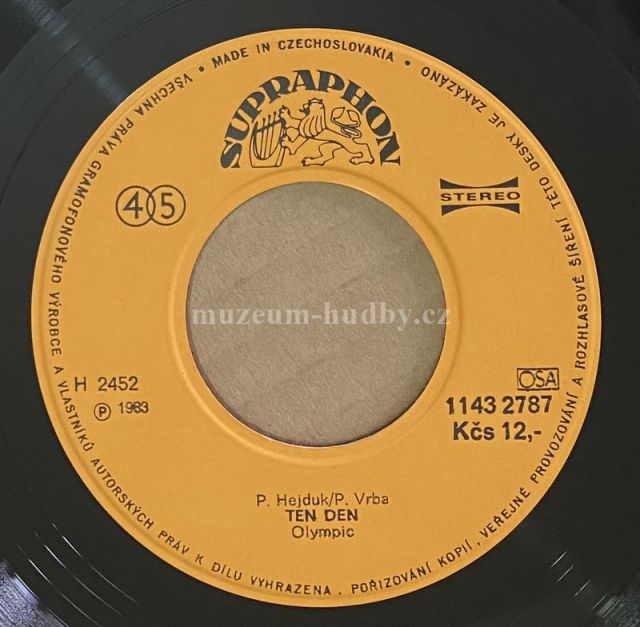 VŠECHNA PRÁVA GRAMOFONOVÉHO VÝROBCE A VLASTNÍKŮ AUTORSKÝCH PRÁV K DÍLU VYHRAZENA . POŘIZOVÁNÍ KOPIÍ , VEŘEJNÉ PROVOZOVÁNÍ A ROZHLASOVÉ ŠÍŘENÍ TÉTO DESKY JE ZAKÁZÁNO • MADE IN CZECHOSLOVAKIA •
SUPRAPHON
45
STEREO
muzeum-hudby.cz
H 2452
℗ 1983
OSA
1143 2787
Kčs 12,-
P. Hejduk/P. Vrba
TEN DEN
Olympic